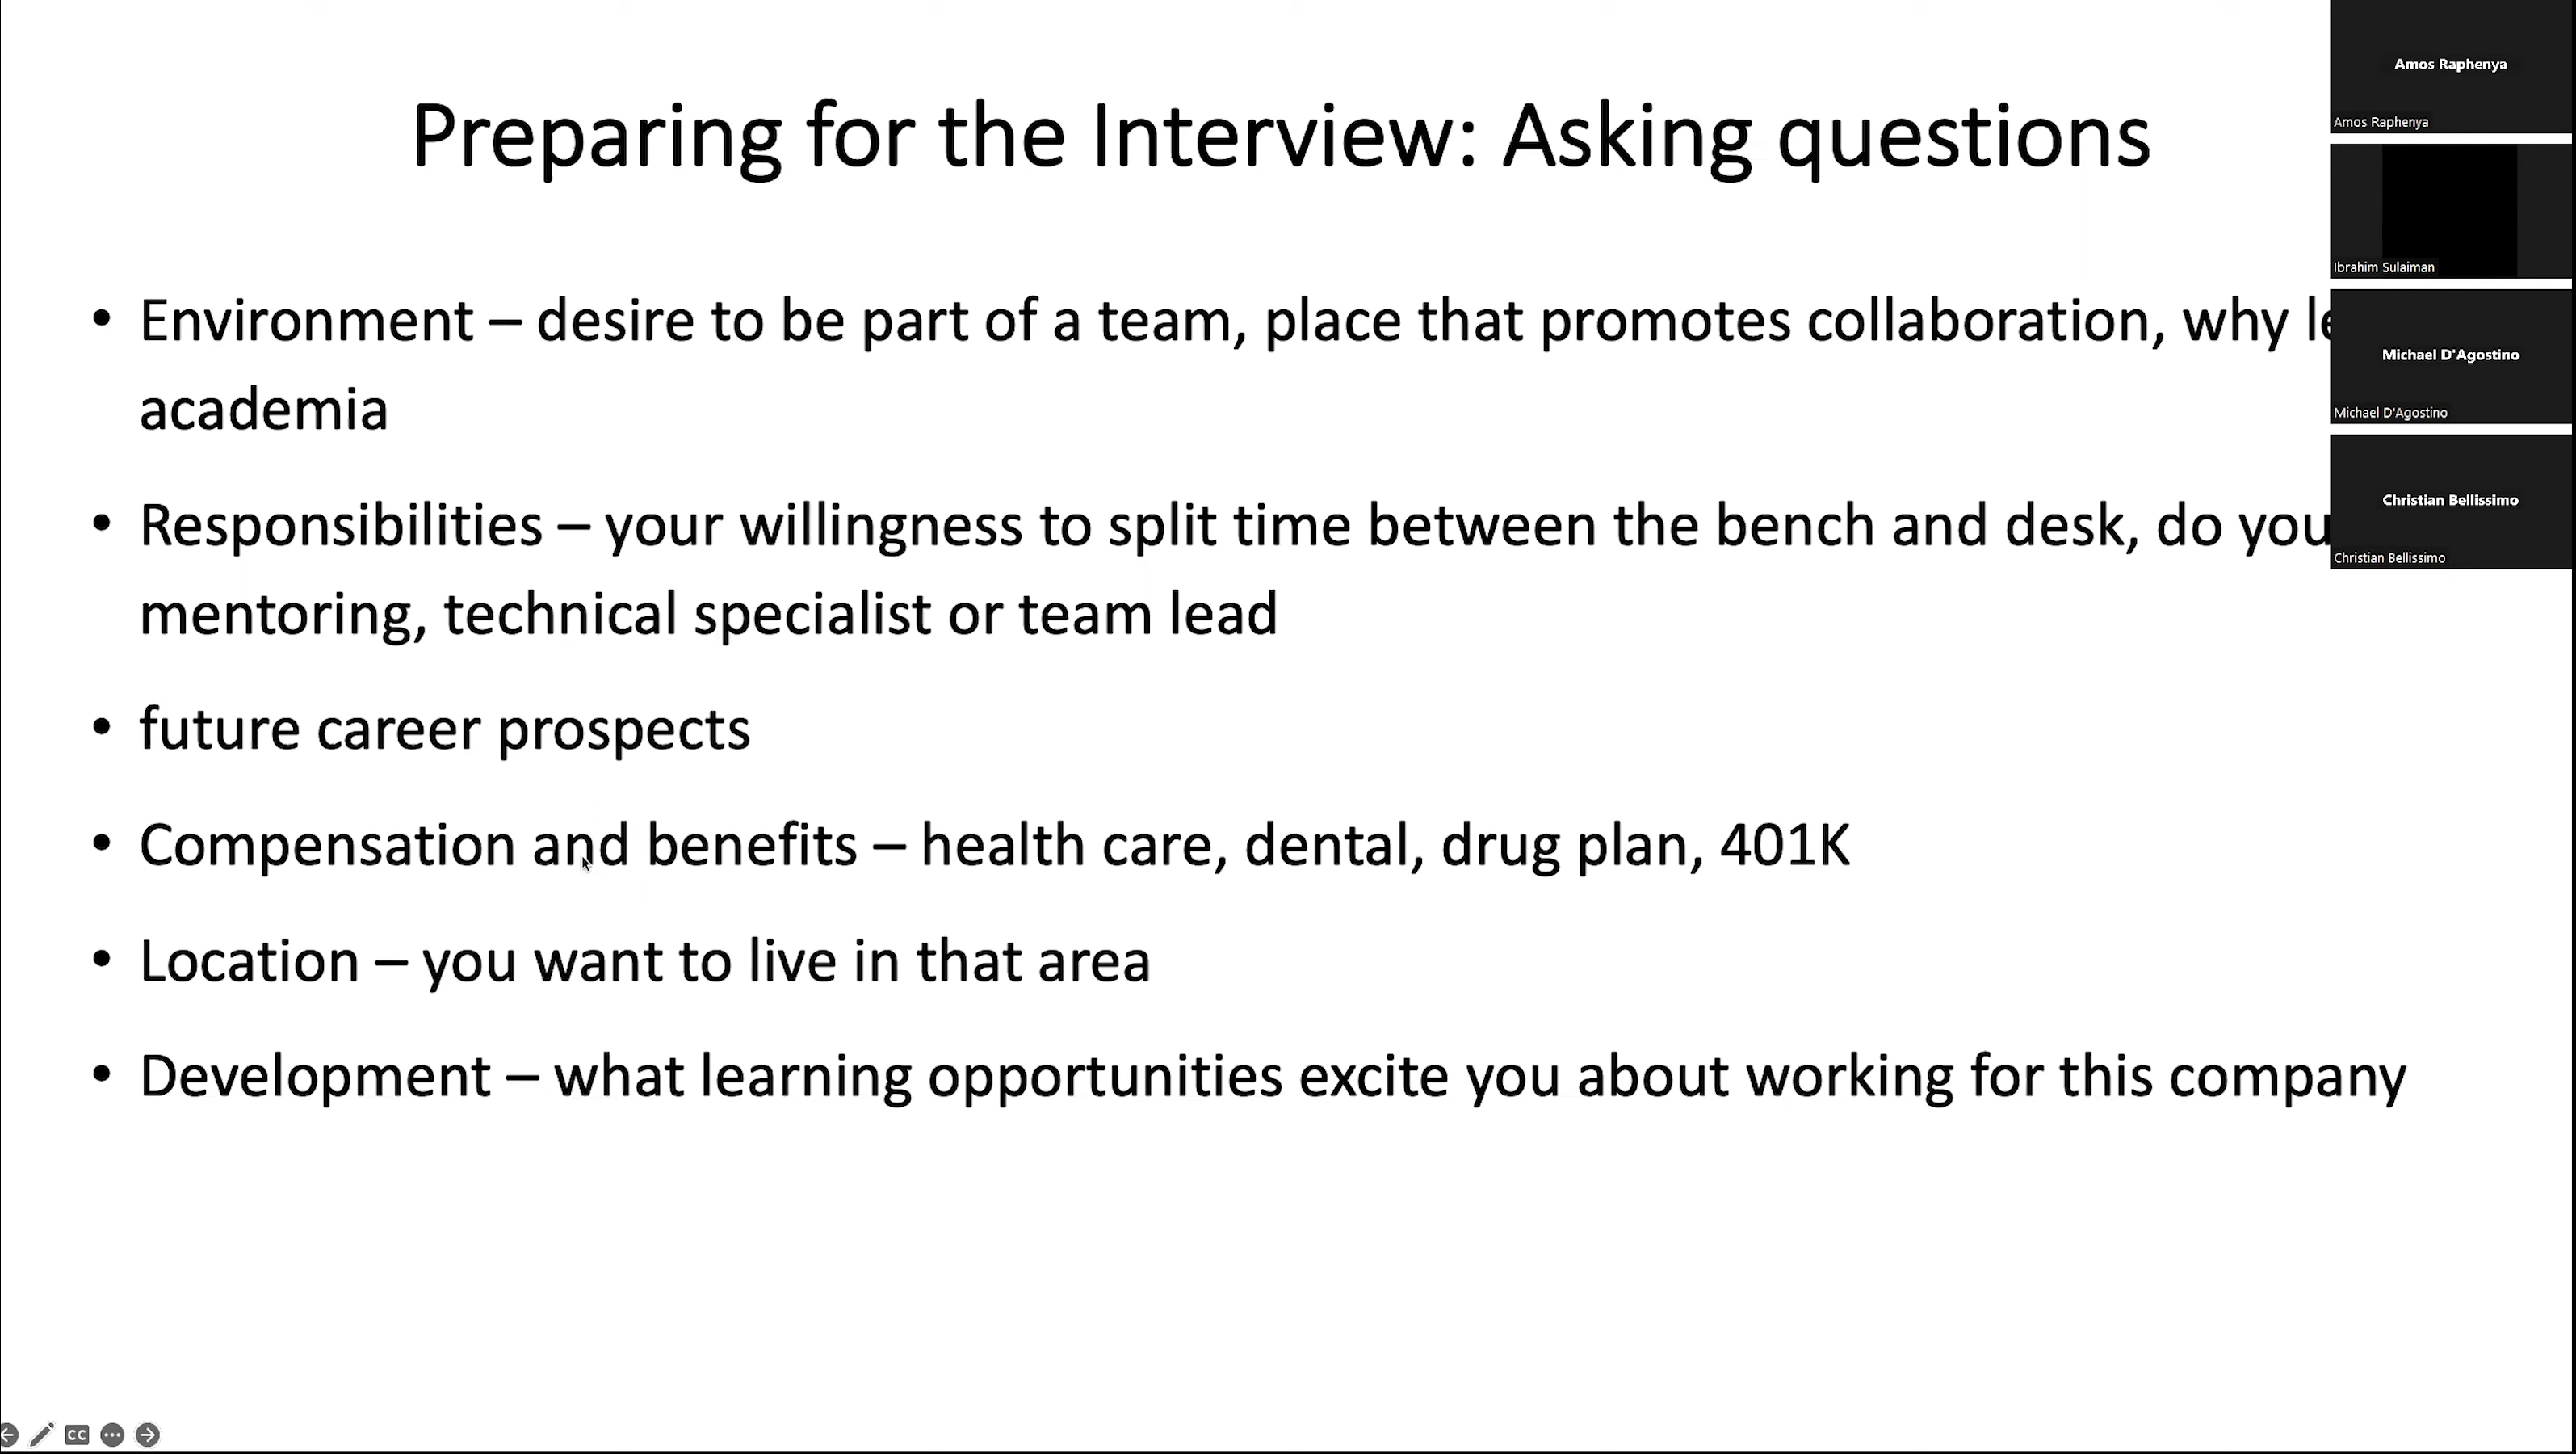 Preparing for the Interview: Asking questions
• Environment – desire to be part of a team, place that promotes collaboration, why
academia
• Responsibilities – your willingness to split time between the bench and desk, do you
mentoring, technical specialist or team lead
• future career prospects
• Compensation and benefits – health care, dental, drug plan, 401K
• Location – you want to live in that area
• Development – what learning opportunities excite you about working for this company
Amos Raphenya
Amos Raphenya
Ibrahim Sulaiman
Michael D'Agostino
Michael D'Agostino
Christian Bellissimo
Christian Bellissimo
CC